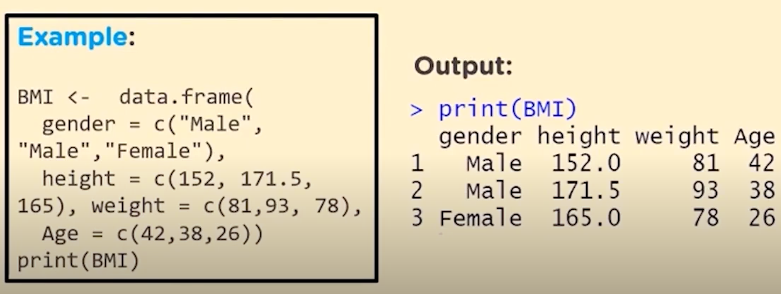 Example:
BMI <-  data.frame(
  gender = c("Male",
"Male","Female"),
  height = c(152, 171.5,
165), weight = c(81,93, 78),
  Age = c(42,38,26))
print(BMI)
Output:
> print(BMI)
  gender height weight Age
1   Male  152.0     81  42
2   Male  171.5     93  38
3 Female  165.0     78  26